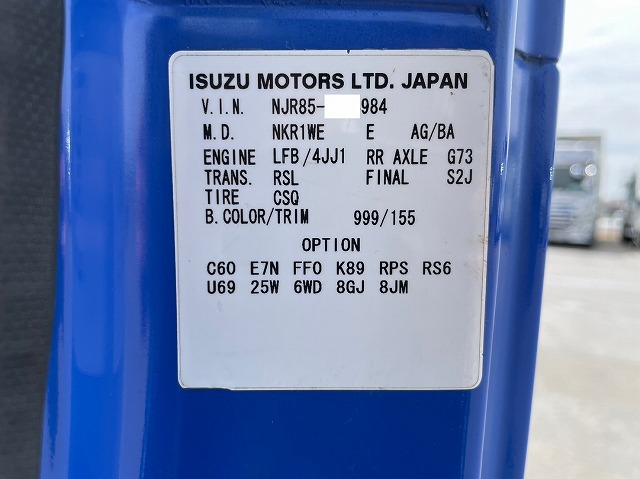 ISUZU MOTORS LTD. JAPAN
V.I.N. NJR85- 984
M.D. NKR1WE E AG/BA
ENGINE LFB/4JJ1 RR AXLE G73
TRANS. RSL FINAL S2J
TIRE CSQ
B.COLOR/TRIM 999/155
OPTION
C60 E7N FF0 K89 RPS RS6
U69 25W 6WD 8GJ 8JM